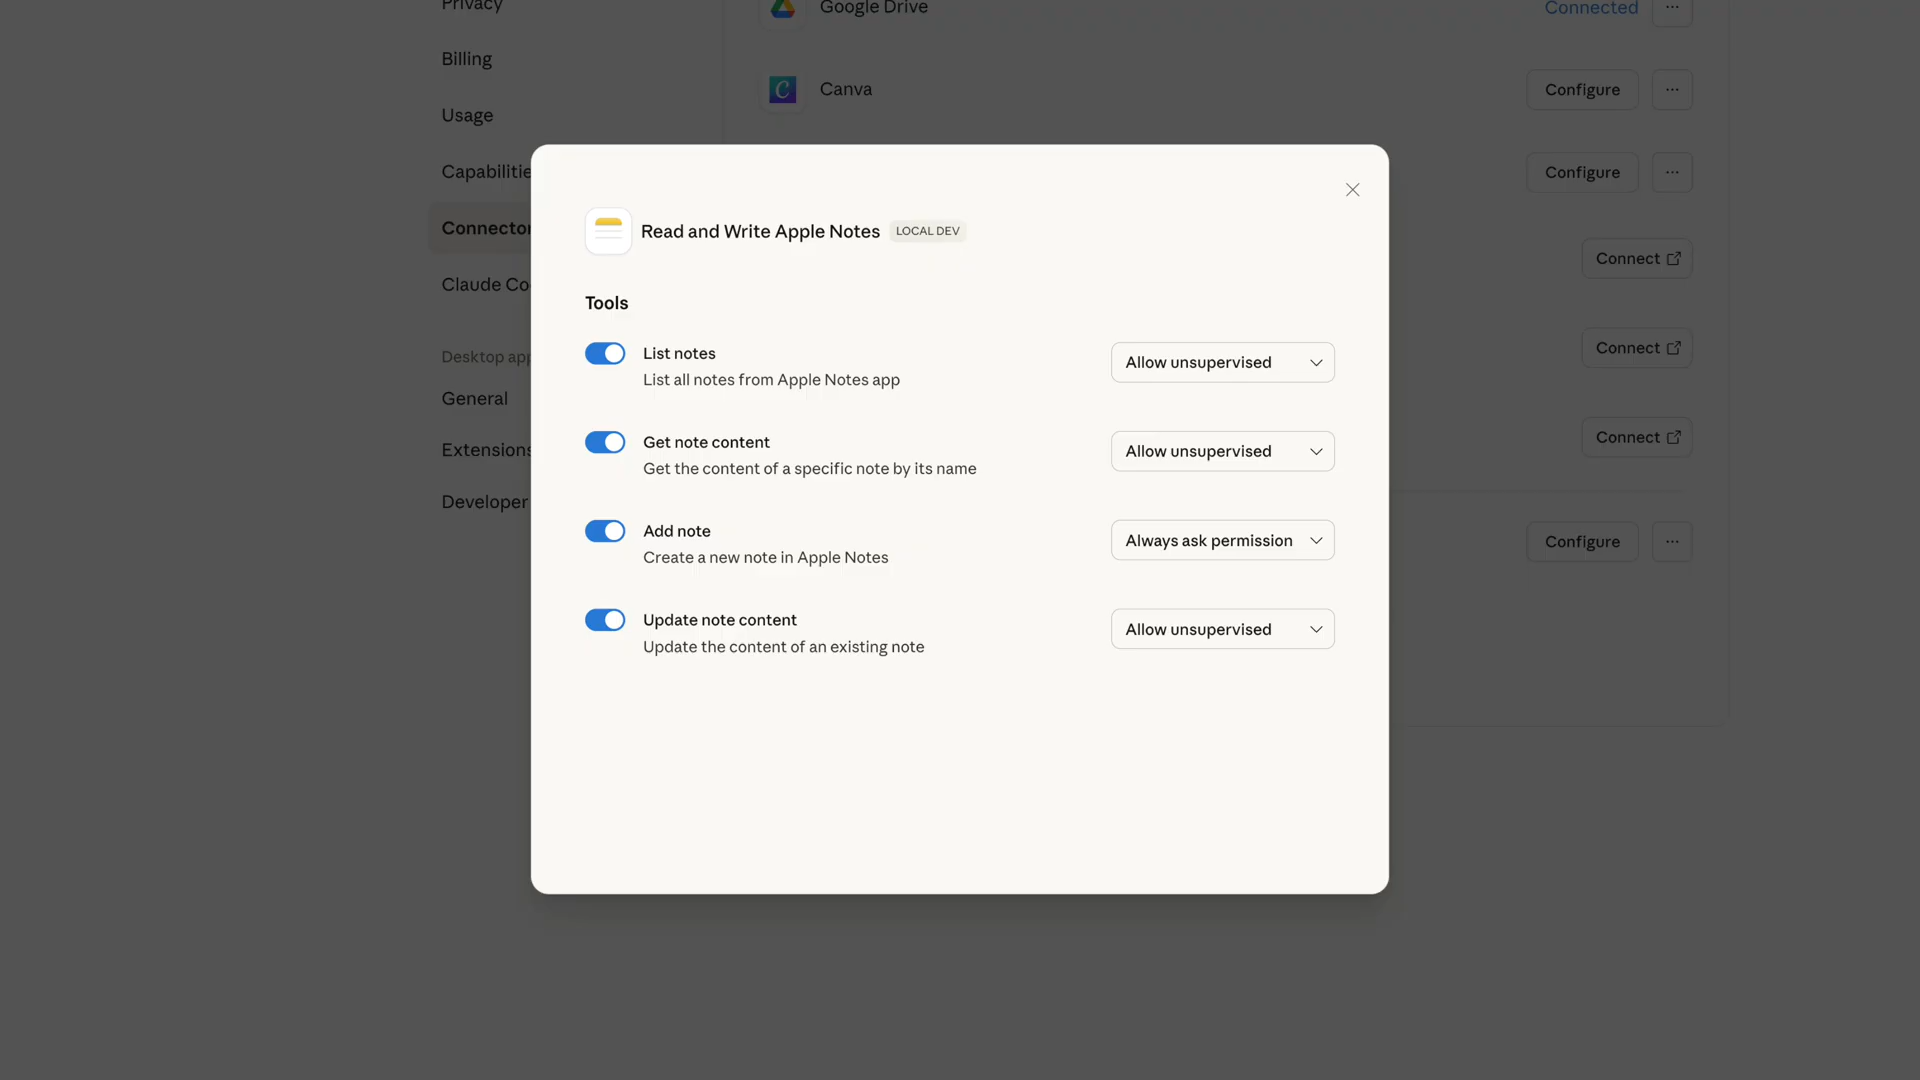 Privacy
Billing
Usage
Capabilitie
Connector
Claude Co
Desktop app
General
Extensions
Developer
Google Drive
Connected
Canva
Configure
Configure
Connect
Connect
Connect
Configure
Read and Write Apple Notes
LOCAL DEV
Tools
List notes
List all notes from Apple Notes app
Allow unsupervised
Get note content
Get the content of a specific note by its name
Allow unsupervised
Add note
Create a new note in Apple Notes
Always ask permission
Update note content
Update the content of an existing note
Allow unsupervised